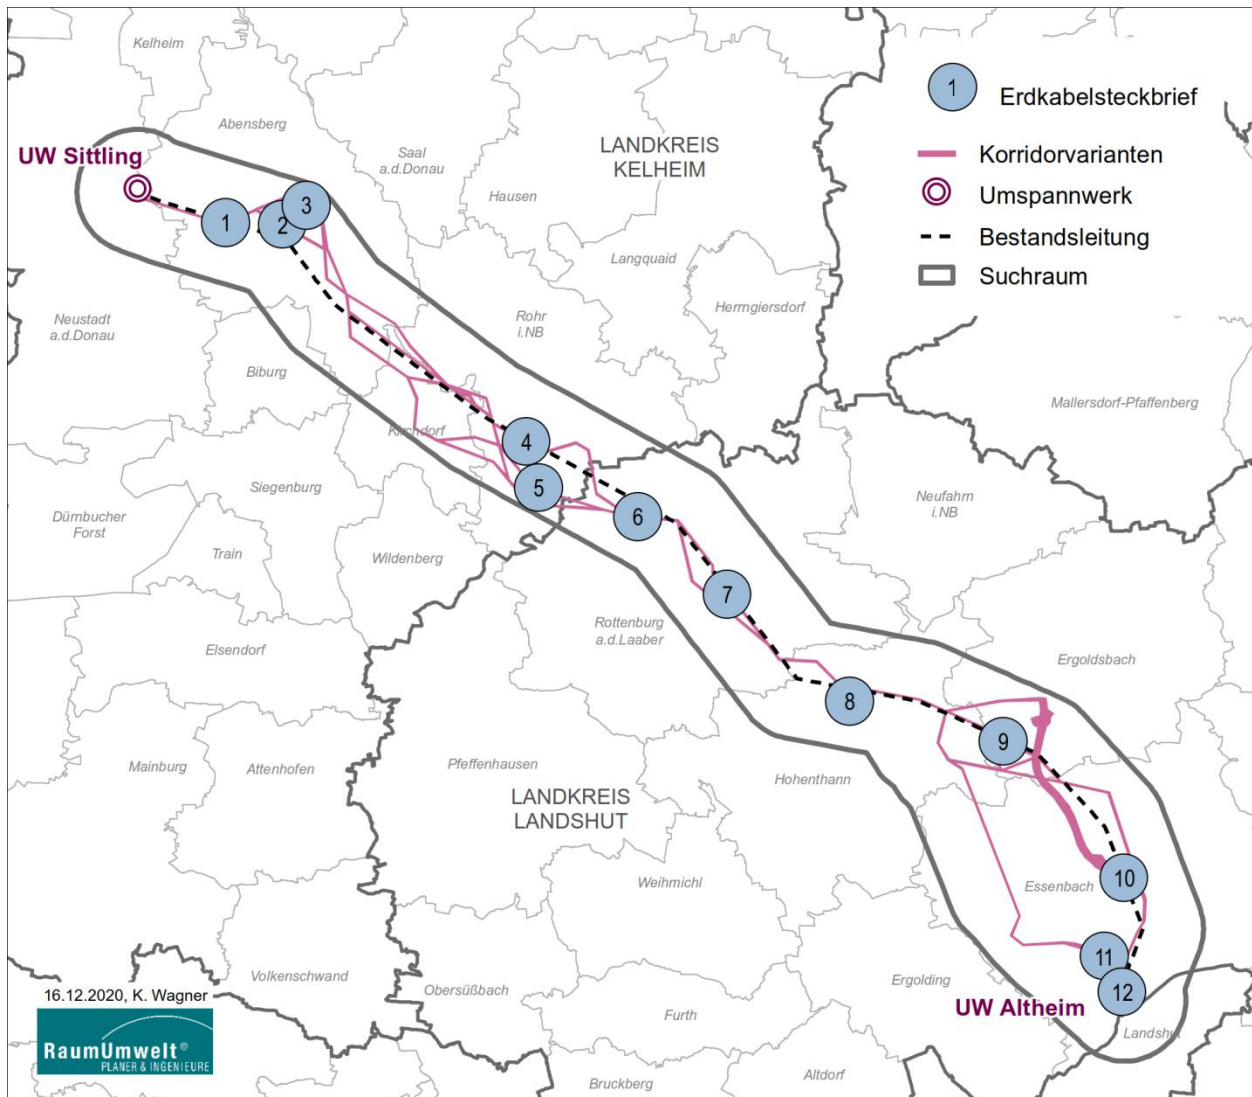 Kelheim
Abensberg
UW Sittling
Saal
a.d.Donau
LANDKREIS
KELHEIM
Hausen
Langquaid
Herrngiersdorf
1
Erdkabelsteckbrief
Korridorvarianten
Umspannwerk
Bestandsleitung
Suchraum
1
2
3
Neustadt
a.d.Donau
Rohr
i.NB
Biburg
Mallersdorf-Pfaffenberg
Kirchdorf
4
5
6
Siegenburg
Neufahrn
i.NB
Dürnbucher
Forst
Train
Wildenberg
7
Rottenburg
a.d.Laaber
Elsendorf
Ergoldsbach
8
9
Mainburg
Attenhofen
Pfeffenhausen
Hohenthann
LANDKREIS
LANDSHUT
Weihmichl
Essenbach
10
11
12
Volkenschwand
Obersüßbach
Ergolding
UW Altheim
Furth
Landshut
Altdorf
Bruckberg
16.12.2020, K. Wagner
RaumUmwelt®
PLANER & INGENIEURE